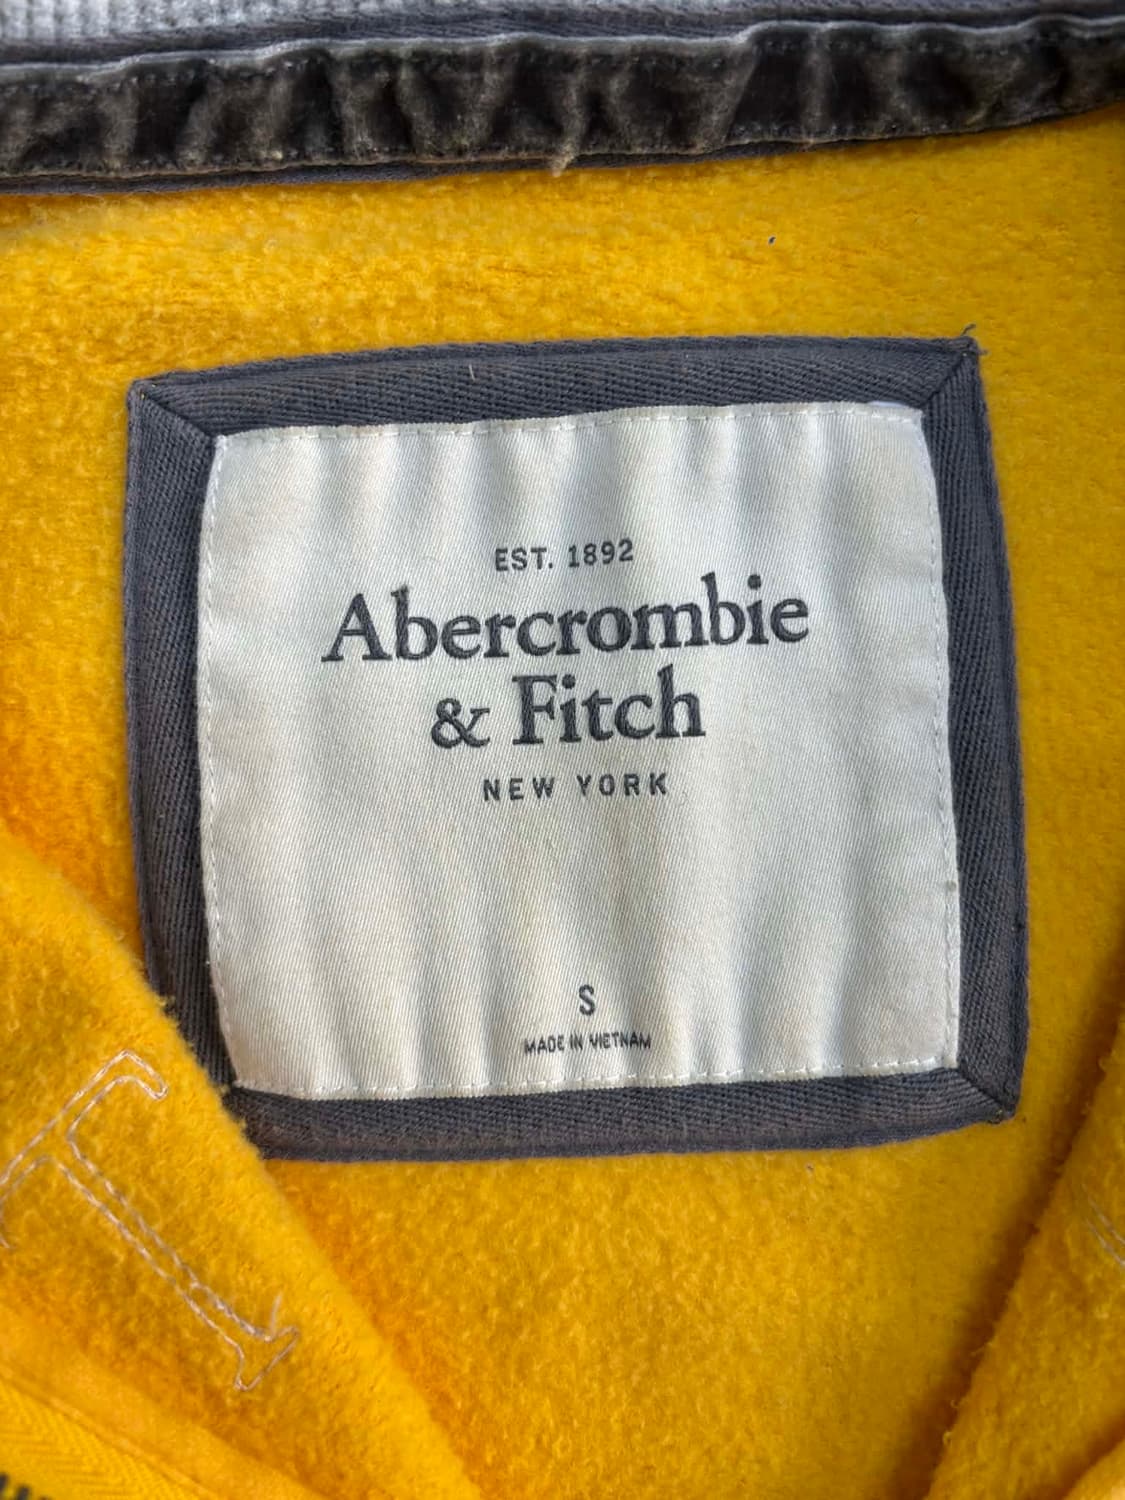 EST. 1892
Abercrombie
& Fitch
NEW YORK
S
MADE IN VIETNAM